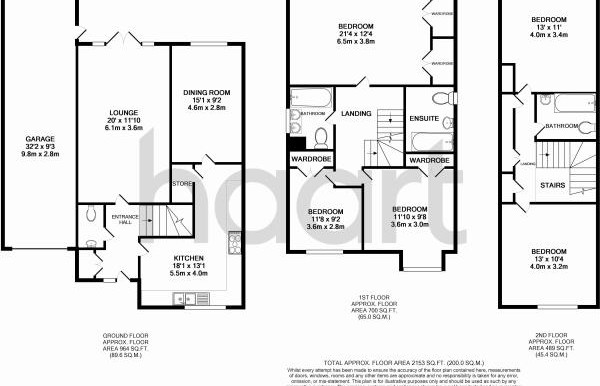 GARAGE
32'2 x 9'3
9.8m x 2.8m
LOUNGE
20' x 11'10
6.1m x 3.6m
DINING ROOM
15'1 x 9'2
4.6m x 2.8m
STORE
ENTRANCE
HALL
KITCHEN
18'1 x 13'1
5.5m x 4.0m
GROUND FLOOR
APPROX. FLOOR
AREA 964 SQ.FT.
(89.6 SQ.M.)
BEDROOM
21'4 x 12'4
6.5m x 3.8m
WARDROBE
WARDROBE
BATHROOM
LANDING
ENSUITE
WARDROBE
WARDROBE
BEDROOM
11'8 x 9'2
3.6m x 2.8m
BEDROOM
11'10 x 9'8
3.6m x 3.0m
1ST FLOOR
APPROX. FLOOR
AREA 700 SQ.FT.
(65.0 SQ.M.)
BEDROOM
13' x 11'
4.0m x 3.4m
BATHROOM
LANDING
STAIRS
BEDROOM
13' x 10'4
4.0m x 3.2m
2ND FLOOR
APPROX. FLOOR
AREA 489 SQ.FT.
(45.4 SQ.M.)
haart
TOTAL APPROX. FLOOR AREA 2153 SQ.FT. (200.0 SQ.M.)
Whilst every attempt has been made to ensure the accuracy of the floor plan contained here, measurements
of doors, windows, rooms and any other items are approximate and no responsibility is taken for any error,
omission, or mis-statement. This plan is for illustrative purposes only and should be used as such by any